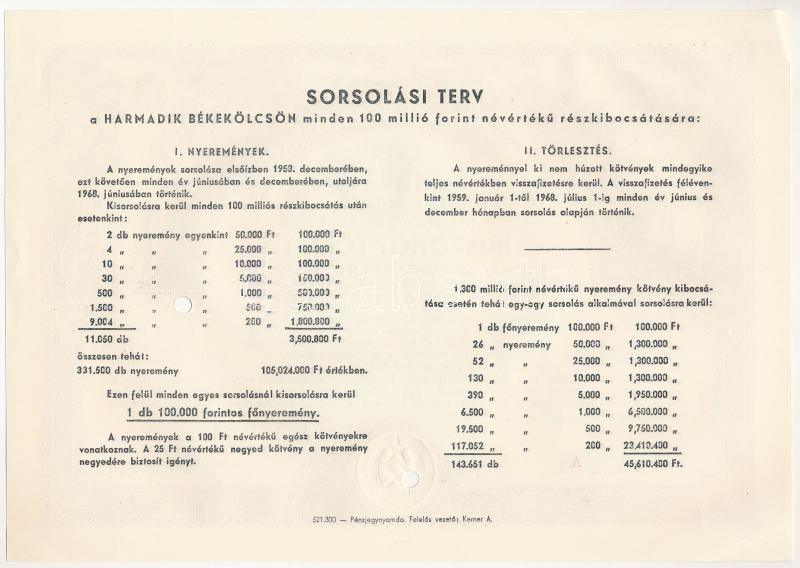 SORSOLÁSI TERV
a HARMADIK BÉKEKÖLCSÖN minden 100 millió forint névértékű részkibocsátására:
I. NYEREMÉNYEK.
A nyeremények sorsolása elsőízben 1953. decemberében,
ezt követően minden év júniusában és decemberében, utoljára
1968. júniusában történik.
Kisorsolásra kerül minden 100 milliós részkibocsátás után
esetenkint:
2 db nyeremény egyenkint 50.000 Ft 100.000 Ft
4 „ „ „ 25,000 „ 100.000 „
10 „ „ „ 10,000 „ 100.000 „
30 „ „ „ 5,000 „ 150.000 „
500 „ „ „ 1,000 „ 500,000 „
1,500 „ „ „ 500 „ 750.000 „
9.004 „ „ „ 200 „ 1,800.800 „
11.050 db 3,500.800 Ft
összesen tehát:
331.500 db nyeremény 105,024.000 Ft értékben.
Ezen felül minden egyes sorsolásnál kisorsolásra kerül
1 db 100.000 forintos főnyeremény.
A nyeremények a 100 Ft névértékű egész kötvényekre
vonatkoznak. A 25 Ft névértékű negyed kötvény a nyeremény
negyedére biztosít igényt.
II. TÖRLESZTÉS.
A nyereménnyel ki nem húzott kötvények mindegyike
teljes névértékben visszafizetésre kerül. A visszafizetés féléven-
kint 1959. január 1-től 1968. július 1-ig minden év június és
december hónapban sorsolás alapján történik.
1,300 millió forint névértékű nyeremény kötvény kibocsá-
tása esetén tehát egy-egy sorsolás alkalmával sorsolásra kerül:
1 db főnyeremény 100.000 Ft 100.000 Ft
26 „ nyeremény 50.000 „ 1,300.000 „
52 „ „ 25,000 „ 1,300.000 „
130 „ „ 10,000 „ 1,300.000 „
390 „ „ 5,000 „ 1,950.000 „
6.500 „ „ 1,000 „ 6,500.000 „
19.500 „ „ 500 „ 9,750.000 „
117.052 „ „ 200 „ 23,410.400 „
143.651 db 45,610.400 Ft.
521.300 — Pénzjegynyomda. Felelős vezető: Kerner A.